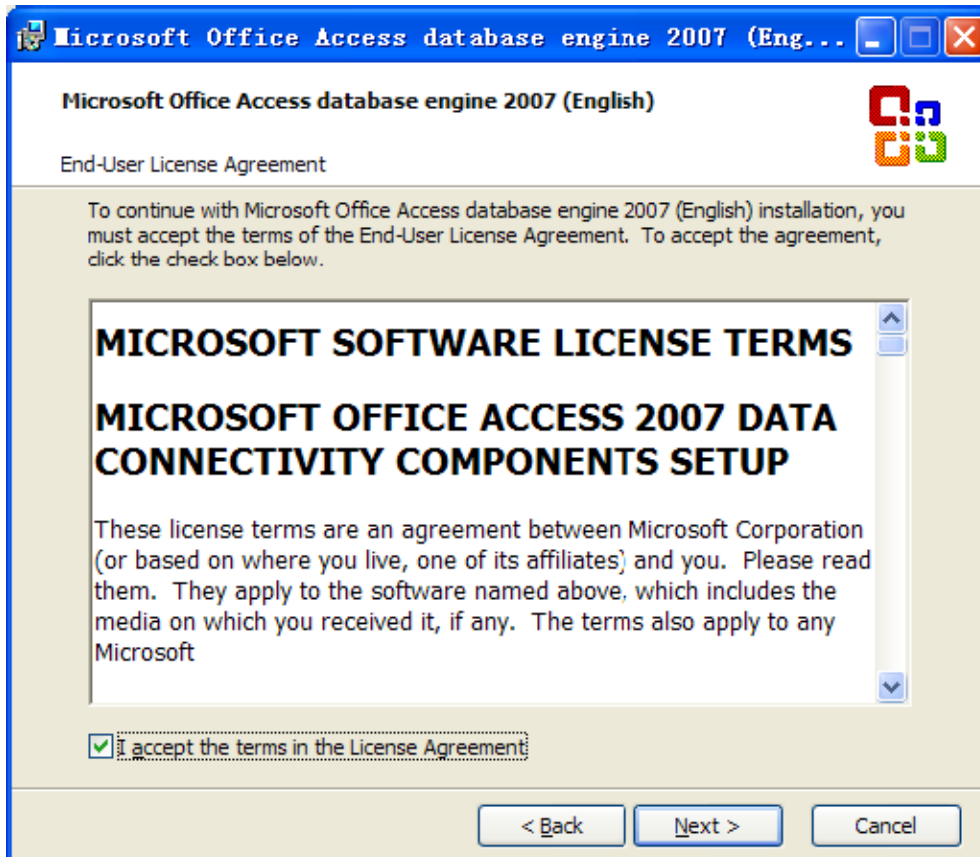 Microsoft Office Access database engine 2007 (Eng...
Microsoft Office Access database engine 2007 (English)
End-User License Agreement
To continue with Microsoft Office Access database engine 2007 (English) installation, you
must accept the terms of the End-User License Agreement.  To accept the agreement,
click the check box below.
MICROSOFT SOFTWARE LICENSE TERMS
MICROSOFT OFFICE ACCESS 2007 DATA
CONNECTIVITY COMPONENTS SETUP
These license terms are an agreement between Microsoft Corporation
(or based on where you live, one of its affiliates) and you.  Please read
them.  They apply to the software named above, which includes the
media on which you received it, if any.  The terms also apply to any
Microsoft
I accept the terms in the License Agreement
< Back Next > Cancel